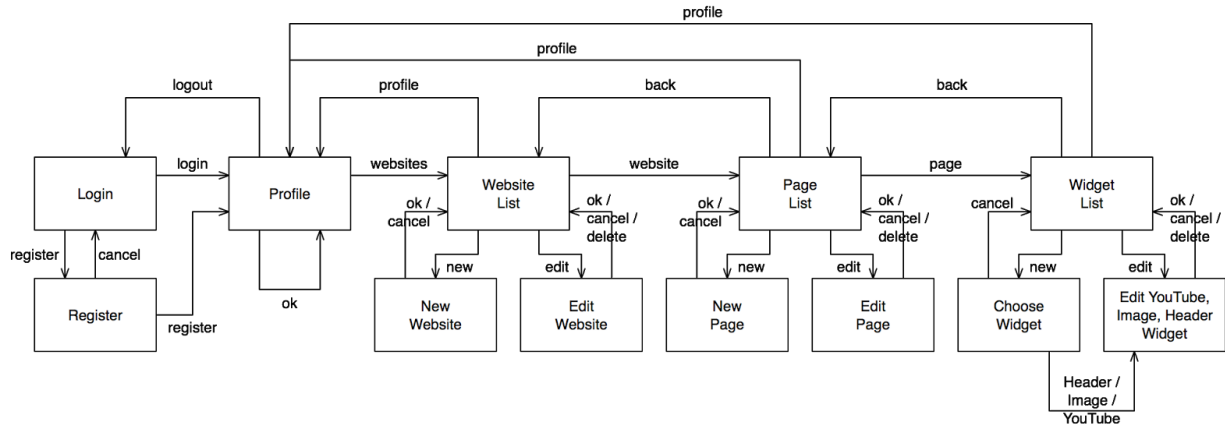 profile
profile
logout
profile
back
back
login
websites
website
page
Login
Profile
Website
List
Page
List
Widget
List
ok /
cancel
ok /
cancel /
delete
ok /
cancel
ok /
cancel /
delete
cancel
ok /
cancel /
delete
register
cancel
new
edit
new
edit
new
edit
Register
register
ok
New
Website
Edit
Website
New
Page
Edit
Page
Choose
Widget
Edit YouTube,
Image, Header
Widget
Header /
Image /
YouTube